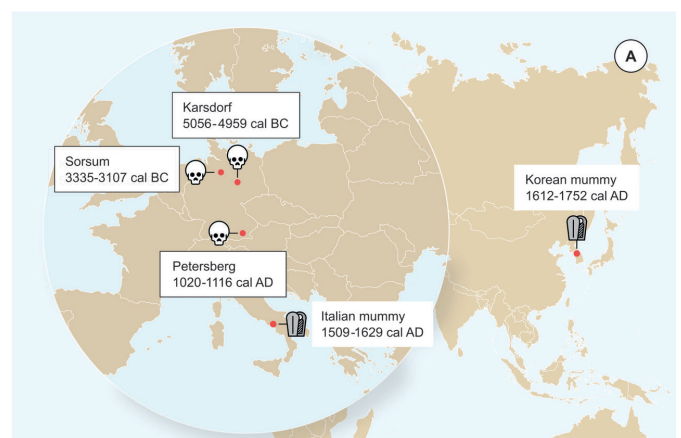 A
Karsdorf
5056-4959 cal BC
Sorsum
3335-3107 cal BC
Korean mummy
1612-1752 cal AD
Petersberg
1020-1116 cal AD
Italian mummy
1509-1629 cal AD